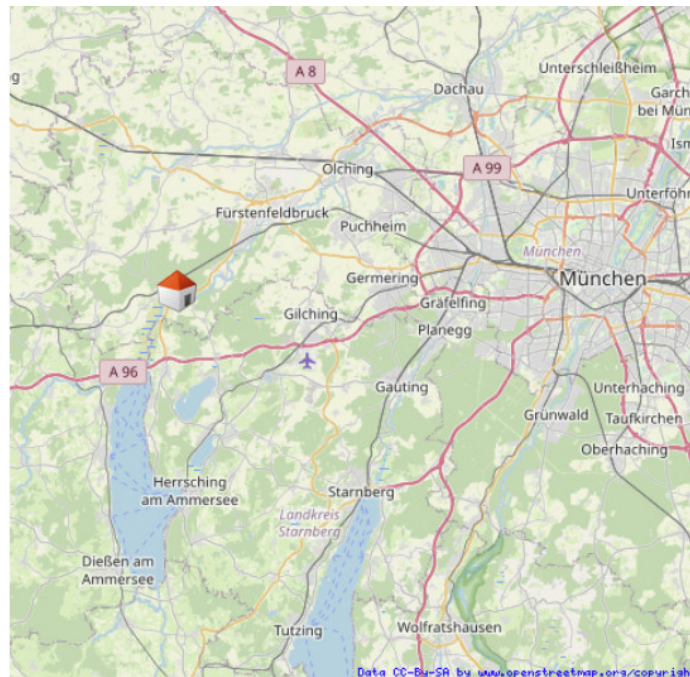 A 8
Unterschleißheim
Dachau
Garch
bei Mün
Ism
A 99
Olching
Unterföh
Fürstenfeldbruck
Puchheim
München
Germering
München
Gräfelfing
Gilching
Planegg
A 96
Gauting
Unterhaching
Grünwald
Taufkirchen
Oberhaching
Herrsching
am Ammersee
Starnberg
Landkreis
Starnberg
Dießen am
Ammersee
Tutzing
Wolfratshausen
Data CC-By-SA by www.openstreetmap.org/copyrigh